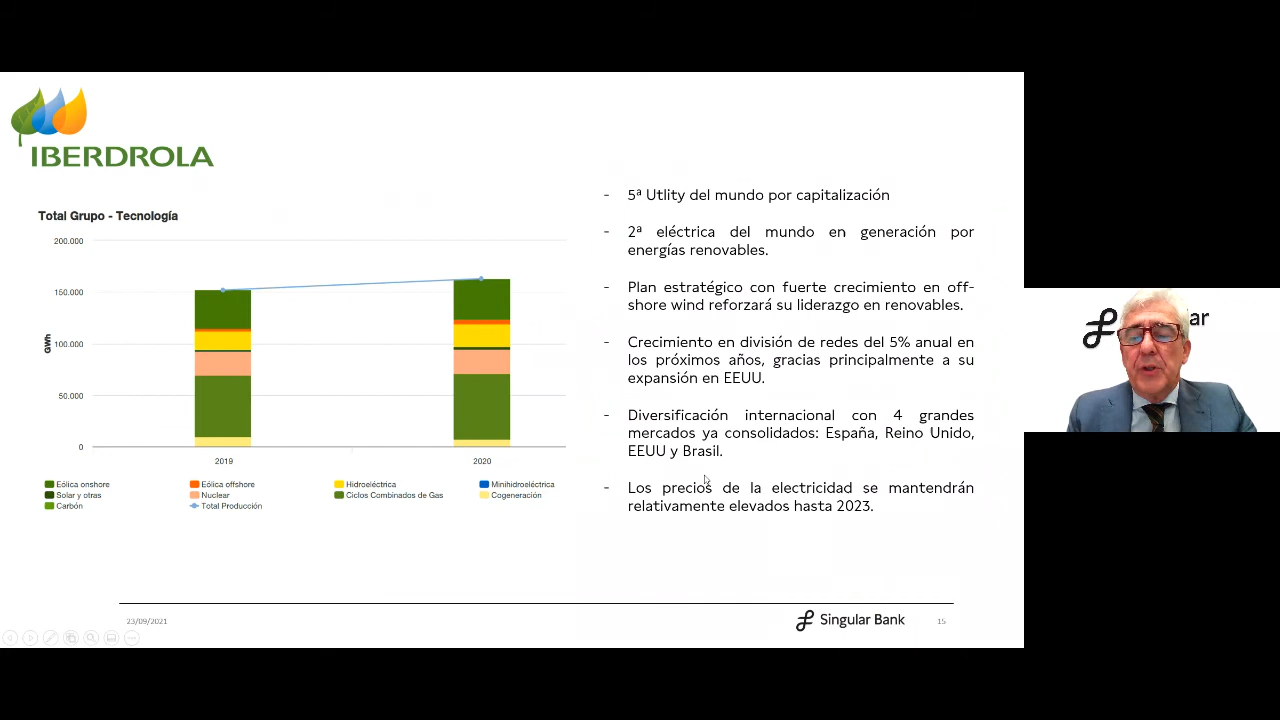 IBERDROLA
Total Grupo - Tecnología
200.000
150.000
100.000
50.000
0
GWh
2019
2020
Eólica onshore
Eólica offshore
Hidroeléctrica
Minihidroeléctrica
Solar y otras
Nuclear
Ciclos Combinados de Gas
Cogeneración
Carbón
Total Producción
- 5ª Utlity del mundo por capitalización
- 2ª eléctrica del mundo en generación por
energías renovables.
- Plan estratégico con fuerte crecimiento en off-
shore wind reforzará su liderazgo en renovables.
- Crecimiento en división de redes del 5% anual en
los próximos años, gracias principalmente a su
expansión en EEUU.
- Diversificación internacional con 4 grandes
mercados ya consolidados: España, Reino Unido,
EEUU y Brasil.
- Los precios de la electricidad se mantendrán
relativamente elevados hasta 2023.
23/09/2021
Singular Bank
15
S ar